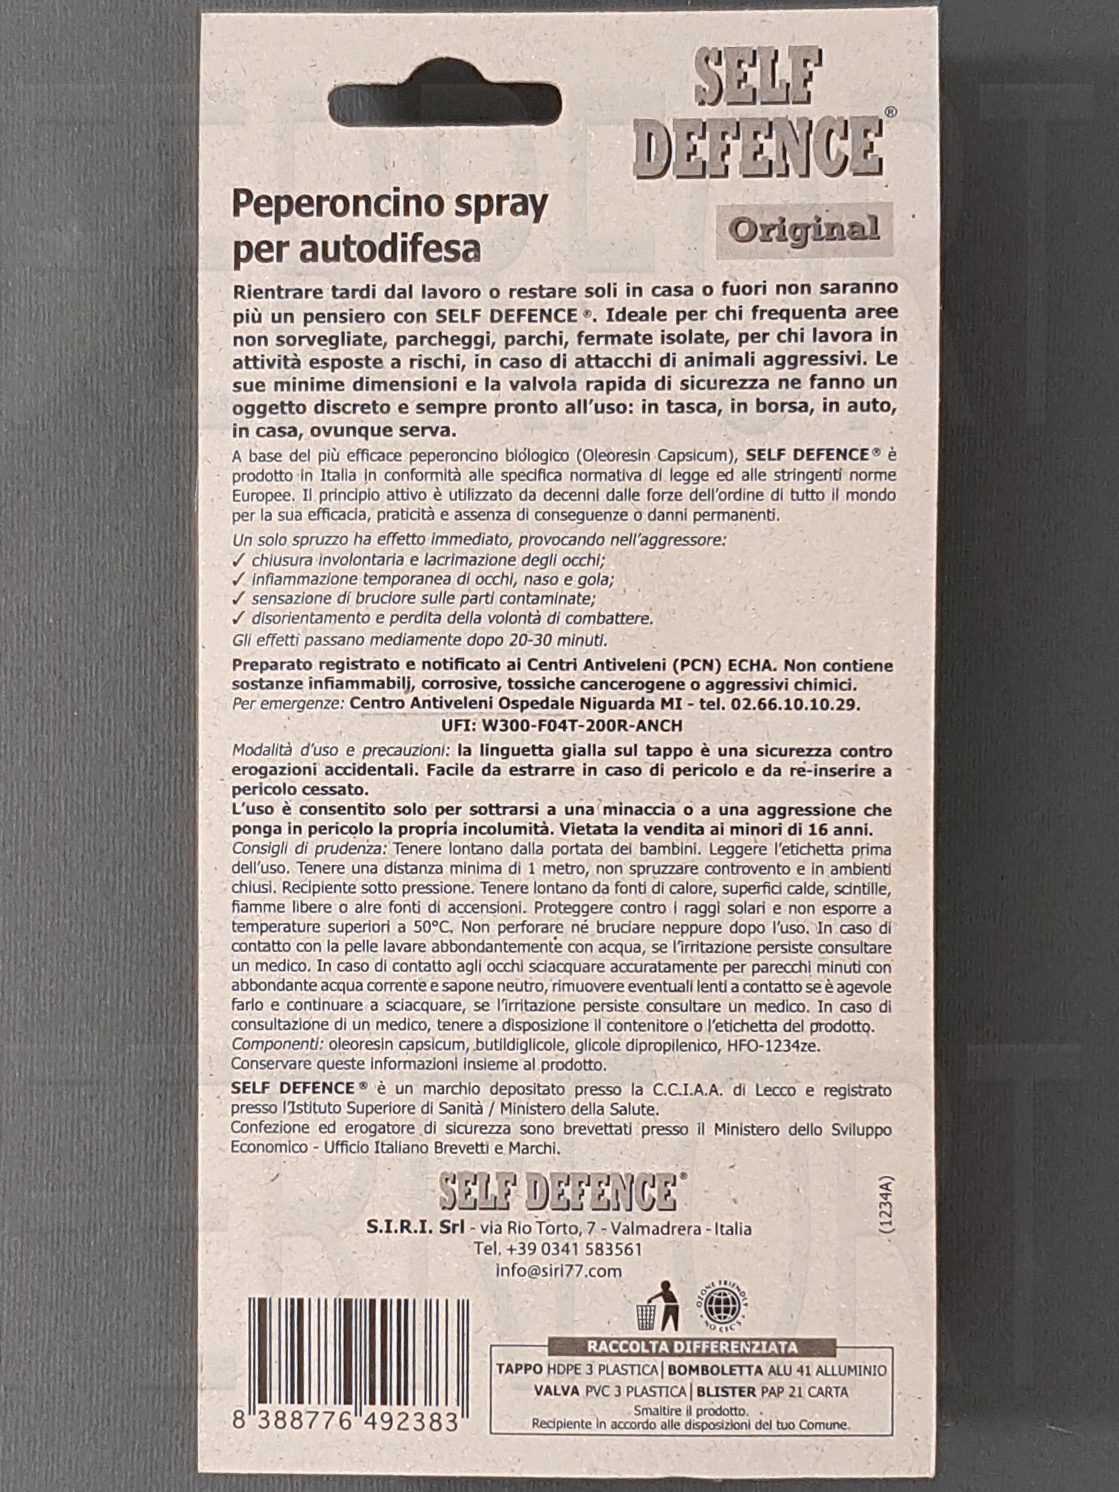 SELF
DEFENCE®
Original
Peperoncino spray
per autodifesa
Rientrare tardi dal lavoro o restare soli in casa o fuori non saranno
più un pensiero con SELF DEFENCE ®. Ideale per chi frequenta aree
non sorvegliate, parcheggi, parchi, fermate isolate, per chi lavora in
attività esposte a rischi, in caso di attacchi di animali aggressivi. Le
sue minime dimensioni e la valvola rapida di sicurezza ne fanno un
oggetto discreto e sempre pronto all'uso: in tasca, in borsa, in auto,
in casa, ovunque serva.
A base del più efficace peperoncino biologico (Oleoresin Capsicum), SELF DEFENCE ® è
prodotto in Italia in conformità alle specifica normativa di legge ed alle stringenti norme
Europee. Il principio attivo è utilizzato da decenni dalle forze dell'ordine di tutto il mondo
per la sua efficacia, praticità e assenza di conseguenze o danni permanenti.
Un solo spruzzo ha effetto immediato, provocando nell'aggressore:
✓ chiusura involontaria e lacrimazione degli occhi;
✓ infiammazione temporanea di occhi, naso e gola;
✓ sensazione di bruciore sulle parti contaminate;
✓ disorientamento e perdita della volontà di combattere.
Gli effetti passano mediamente dopo 20-30 minuti.
Preparato registrato e notificato ai Centri Antiveleni (PCN) ECHA. Non contiene
sostanze infiammabili, corrosive, tossiche cancerogene o aggressivi chimici.
Per emergenze: Centro Antiveleni Ospedale Niguarda MI - tel. 02.66.10.10.29.
UFI: W300-F04T-200R-ANCH
Modalità d'uso e precauzioni: la linguetta gialla sul tappo è una sicurezza contro
erogazioni accidentali. Facile da estrarre in caso di pericolo e da re-inserire a
pericolo cessato.
L'uso è consentito solo per sottrarsi a una minaccia o a una aggressione che
ponga in pericolo la propria incolumità. Vietata la vendita ai minori di 16 anni.
Consigli di prudenza: Tenere lontano dalla portata dei bambini. Leggere l'etichetta prima
dell'uso. Tenere una distanza minima di 1 metro, non spruzzare controvento e in ambienti
chiusi. Recipiente sotto pressione. Tenere lontano da fonti di calore, superfici calde, scintille,
fiamme libere o alre fonti di accensioni. Proteggere contro i raggi solari e non esporre a
temperature superiori a 50°C. Non perforare né bruciare neppure dopo l'uso. In caso di
contatto con la pelle lavare abbondantemente con acqua, se l'irritazione persiste consultare
un medico. In caso di contatto agli occhi sciacquare accuratamente per parecchi minuti con
abbondante acqua corrente e sapone neutro, rimuovere eventuali lenti a contatto se è agevole
farlo e continuare a sciacquare, se l'irritazione persiste consultare un medico. In caso di
consultazione di un medico, tenere a disposizione il contenitore o l'etichetta del prodotto.
Componenti: oleoresin capsicum, butildiglicole, glicole dipropilenico, HFO-1234ze.
Conservare queste informazioni insieme al prodotto.
SELF DEFENCE ® è un marchio depositato presso la C.C.I.A.A. di Lecco e registrato
presso l'Istituto Superiore di Sanità / Ministero della Salute.
Confezione ed erogatore di sicurezza sono brevettati presso il Ministero dello Sviluppo
Economico - Ufficio Italiano Brevetti e Marchi.
SELF DEFENCE®
(1234A)
S.I.R.I. Srl - via Rio Torto, 7 - Valmadrera - Italia
Tel. +39 0341 583561
info@siri77.com
OZONE FRIENDLY
NO CFC'S
RACCOLTA DIFFERENZIATA
TAPPO HDPE 3 PLASTICA | BOMBOLETTA ALU 41 ALLUMINIO
VALVA PVC 3 PLASTICA | BLISTER PAP 21 CARTA
Smaltire il prodotto.
Recipiente in accordo alle disposizioni del tuo Comune.
8 388776 492383